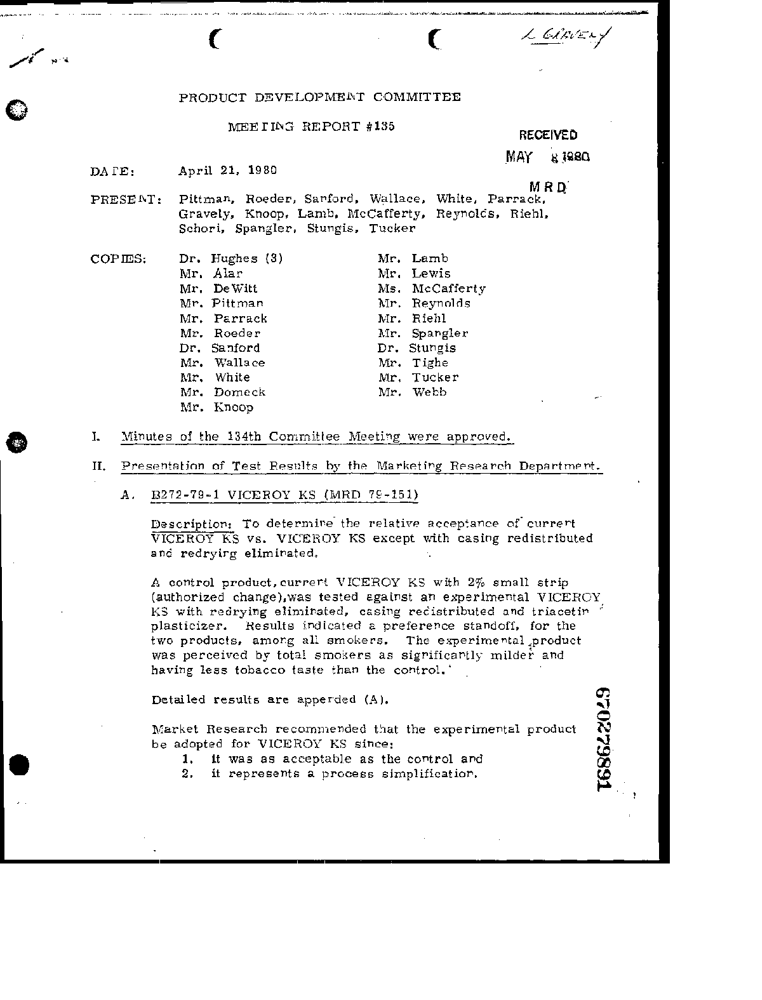 L GRAVELY
PRODUCT DEVELOPMENT COMMITTEE
MEETING REPORT #135
RECEIVED
MAY 8 1980
MRD
DATE: April 21, 1980
PRESENT: Pittman, Roeder, Sanford, Wallace, White, Parrack,
Gravely, Knoop, Lamb, McCafferty, Reynolds, Riehl,
Schori, Spangler, Stungis, Tucker
COPIES: Dr. Hughes (3) Mr. Lamb
Mr. Alar Mr. Lewis
Mr. DeWitt Ms. McCafferty
Mr. Pittman Mr. Reynolds
Mr. Parrack Mr. Riehl
Mr. Roeder Mr. Spangler
Dr. Sanford Dr. Stungis
Mr. Wallace Mr. Tighe
Mr. White Mr. Tucker
Mr. Domeck Mr. Webb
Mr. Knoop
I. Minutes of the 134th Committee Meeting were approved.
II. Presentation of Test Results by the Marketing Research Department.
A. B272-79-1 VICEROY KS (MRD 79-151)
Description: To determine the relative acceptance of current
VICEROY KS vs. VICEROY KS except with casing redistributed
and redrying eliminated.
A control product, current VICEROY KS with 2% small strip
(authorized change), was tested against an experimental VICEROY
KS with redrying eliminated, casing redistributed and triacetin
plasticizer. Results indicated a preference standoff, for the
two products, among all smokers. The experimental product
was perceived by total smokers as significantly milder and
having less tobacco taste than the control.
Detailed results are appended (A).
Market Research recommended that the experimental product
be adopted for VICEROY KS since:
1. it was as acceptable as the control and
2. it represents a process simplification.
670279891